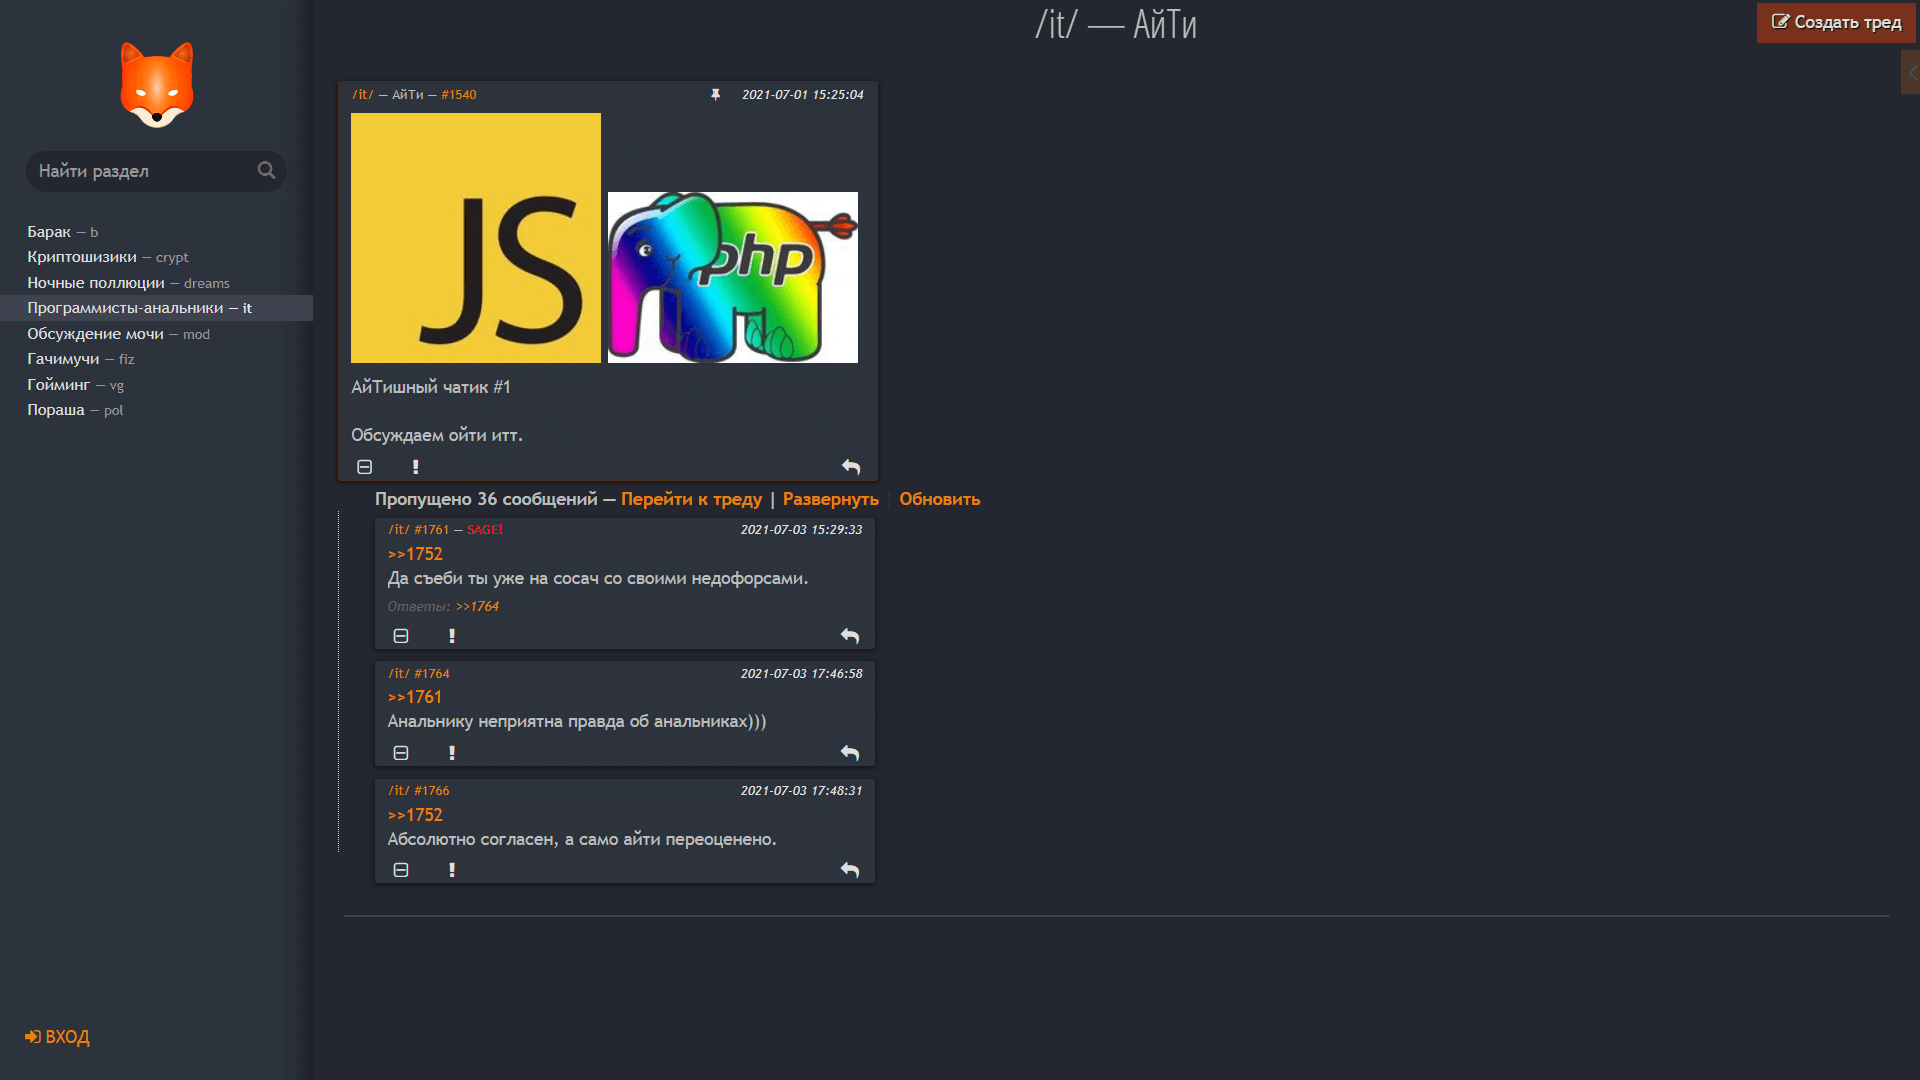 Найти раздел
Барак — b
Криптошизики — crypt
Ночные поллюции — dreams
Программисты-анальники — it
Обсуждение мочи — mod
Гачимучи — fiz
Гойминг — vg
Пораша — pol
ВХОД
/it/ — АйТи
Создать тред
/it/ — АйТи — #1540 2021-07-01 15:25:04
JS
php
АйТишный чатик #1
Обсуждаем ойти итт.
Пропущено 36 сообщений — Перейти к треду | Развернуть | Обновить
/it/ #1761 — SAGE! 2021-07-03 15:29:33
>>1752
Да съеби ты уже на сосач со своими недофорсами.
Ответы: >>1764
/it/ #1764 2021-07-03 17:46:58
>>1761
Анальнику неприятна правда об анальниках)))
/it/ #1766 2021-07-03 17:48:31
>>1752
Абсолютно согласен, а само айти переоценено.